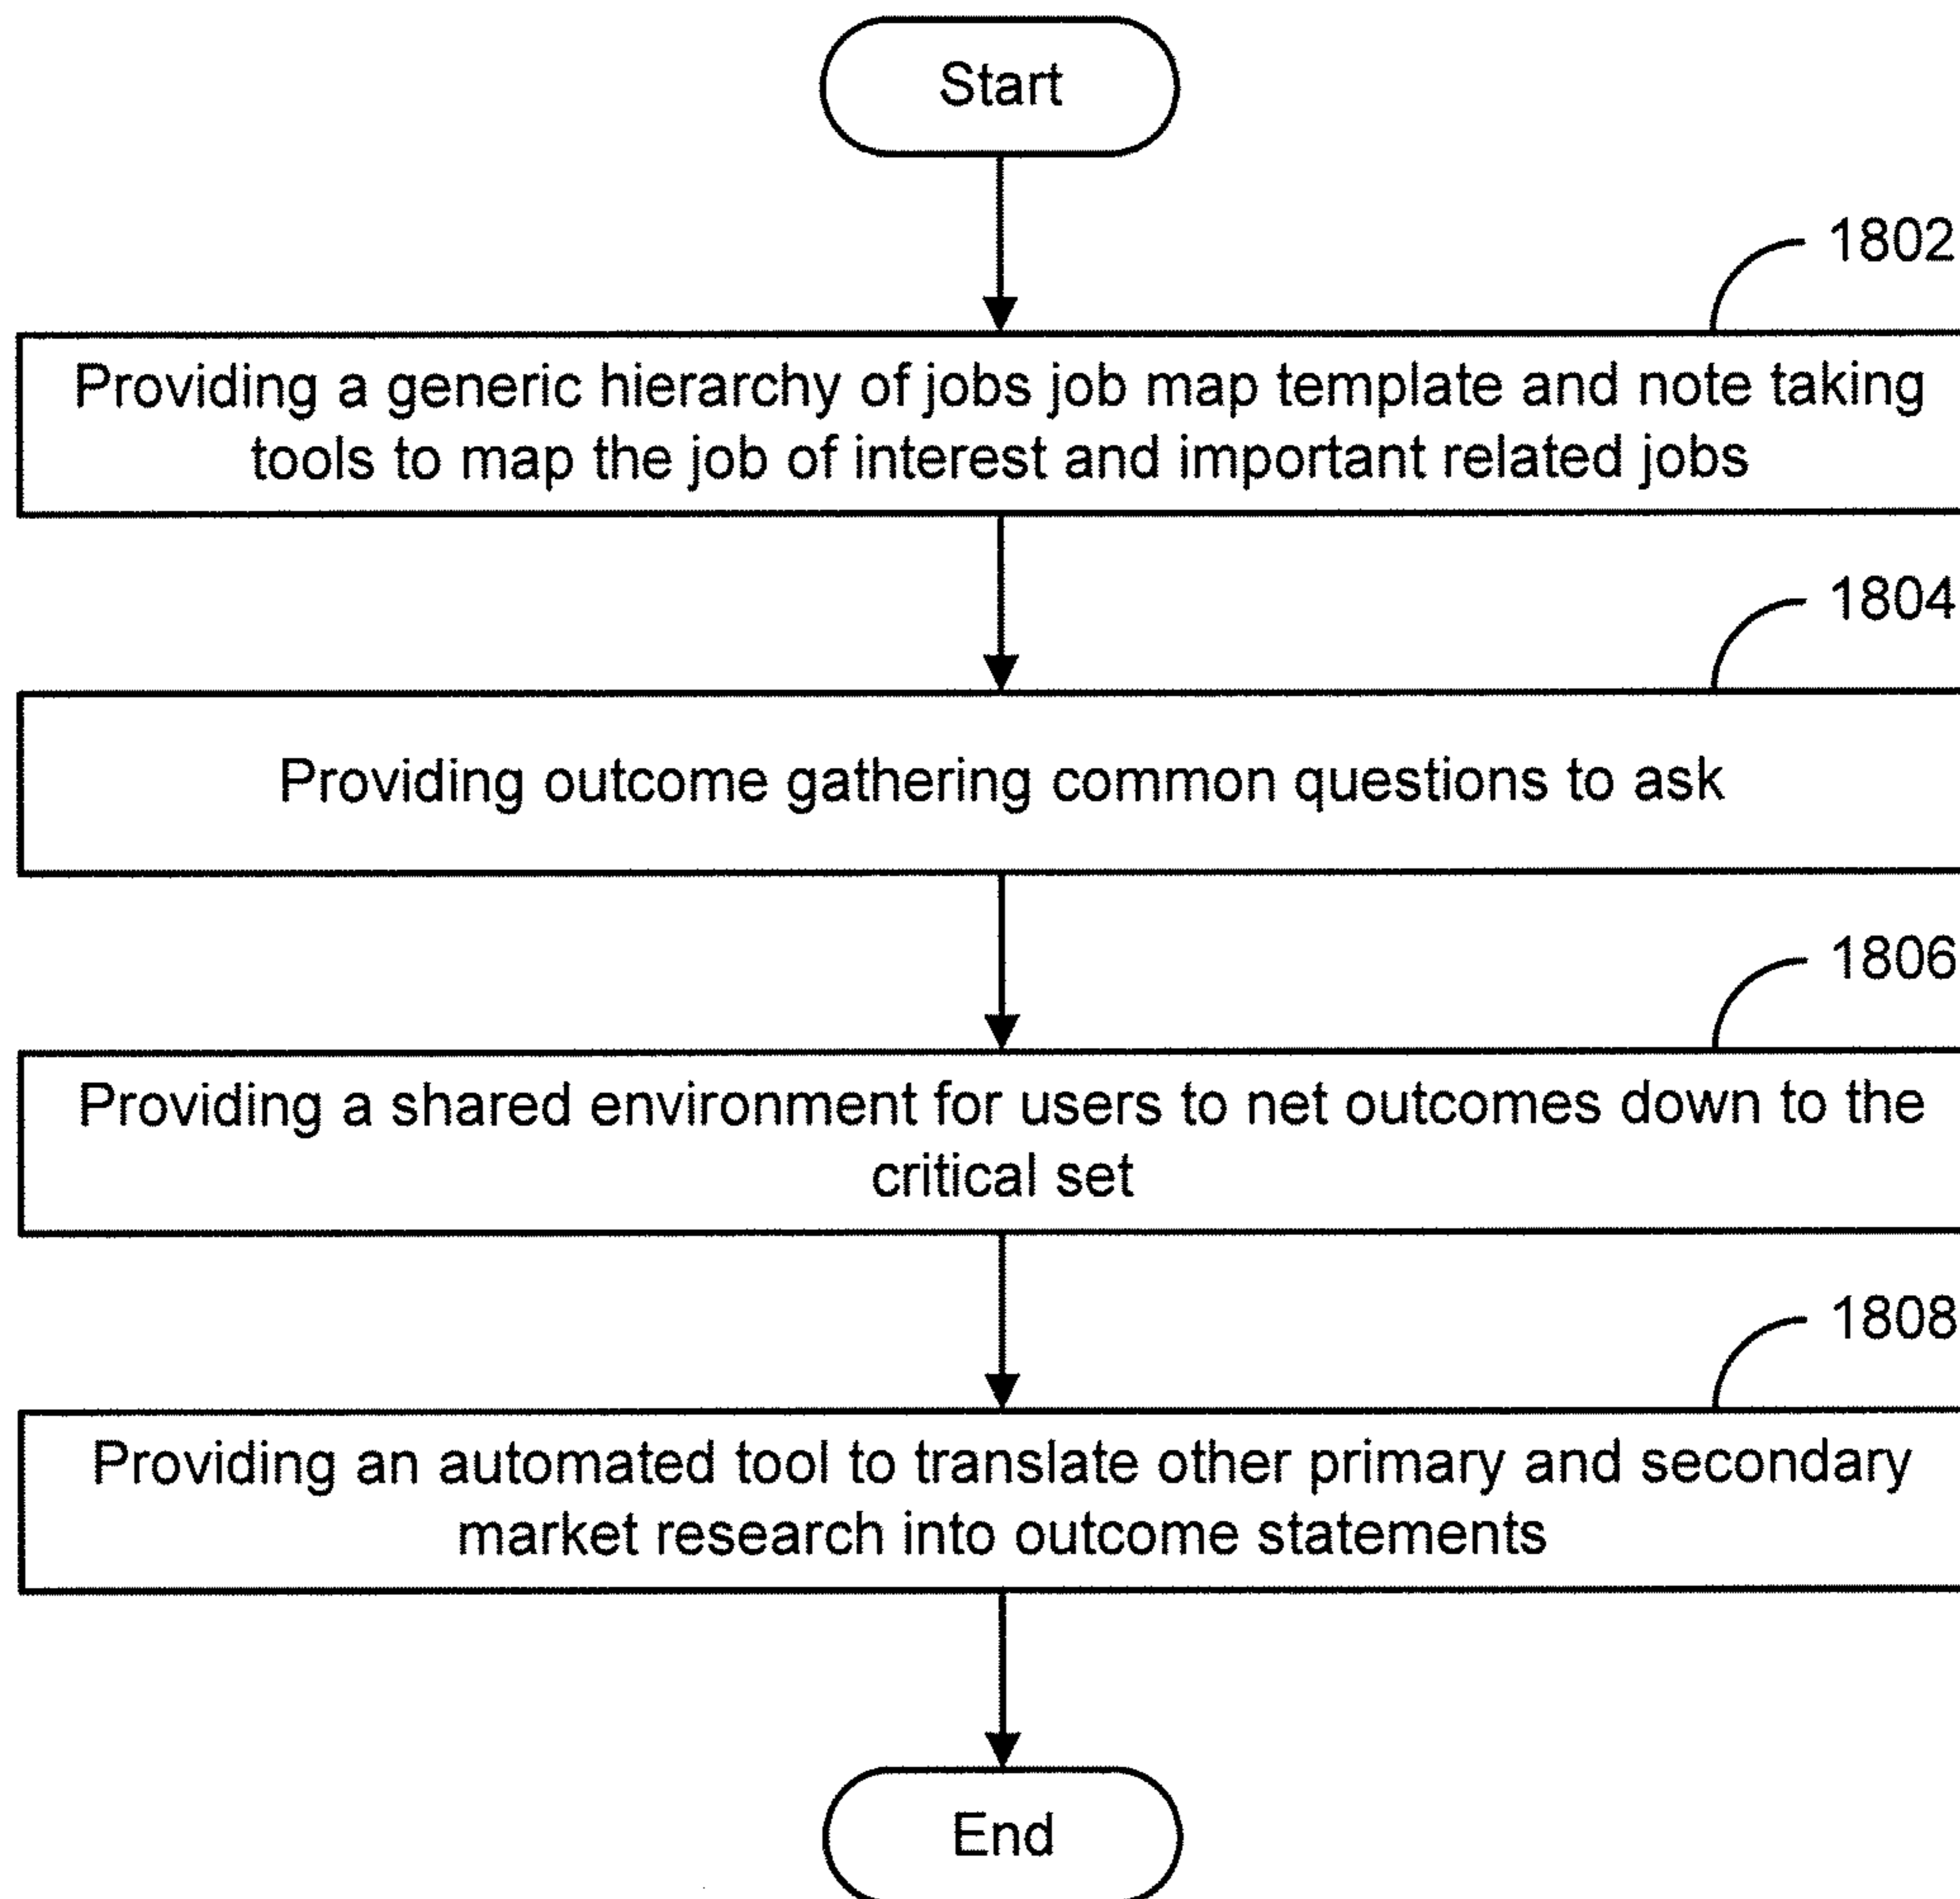 Start
1802
Providing a generic hierarchy of jobs job map template and note taking
tools to map the job of interest and important related jobs
1804
Providing outcome gathering common questions to ask
1806
Providing a shared environment for users to net outcomes down to the
critical set
1808
Providing an automated tool to translate other primary and secondary
market research into outcome statements
End